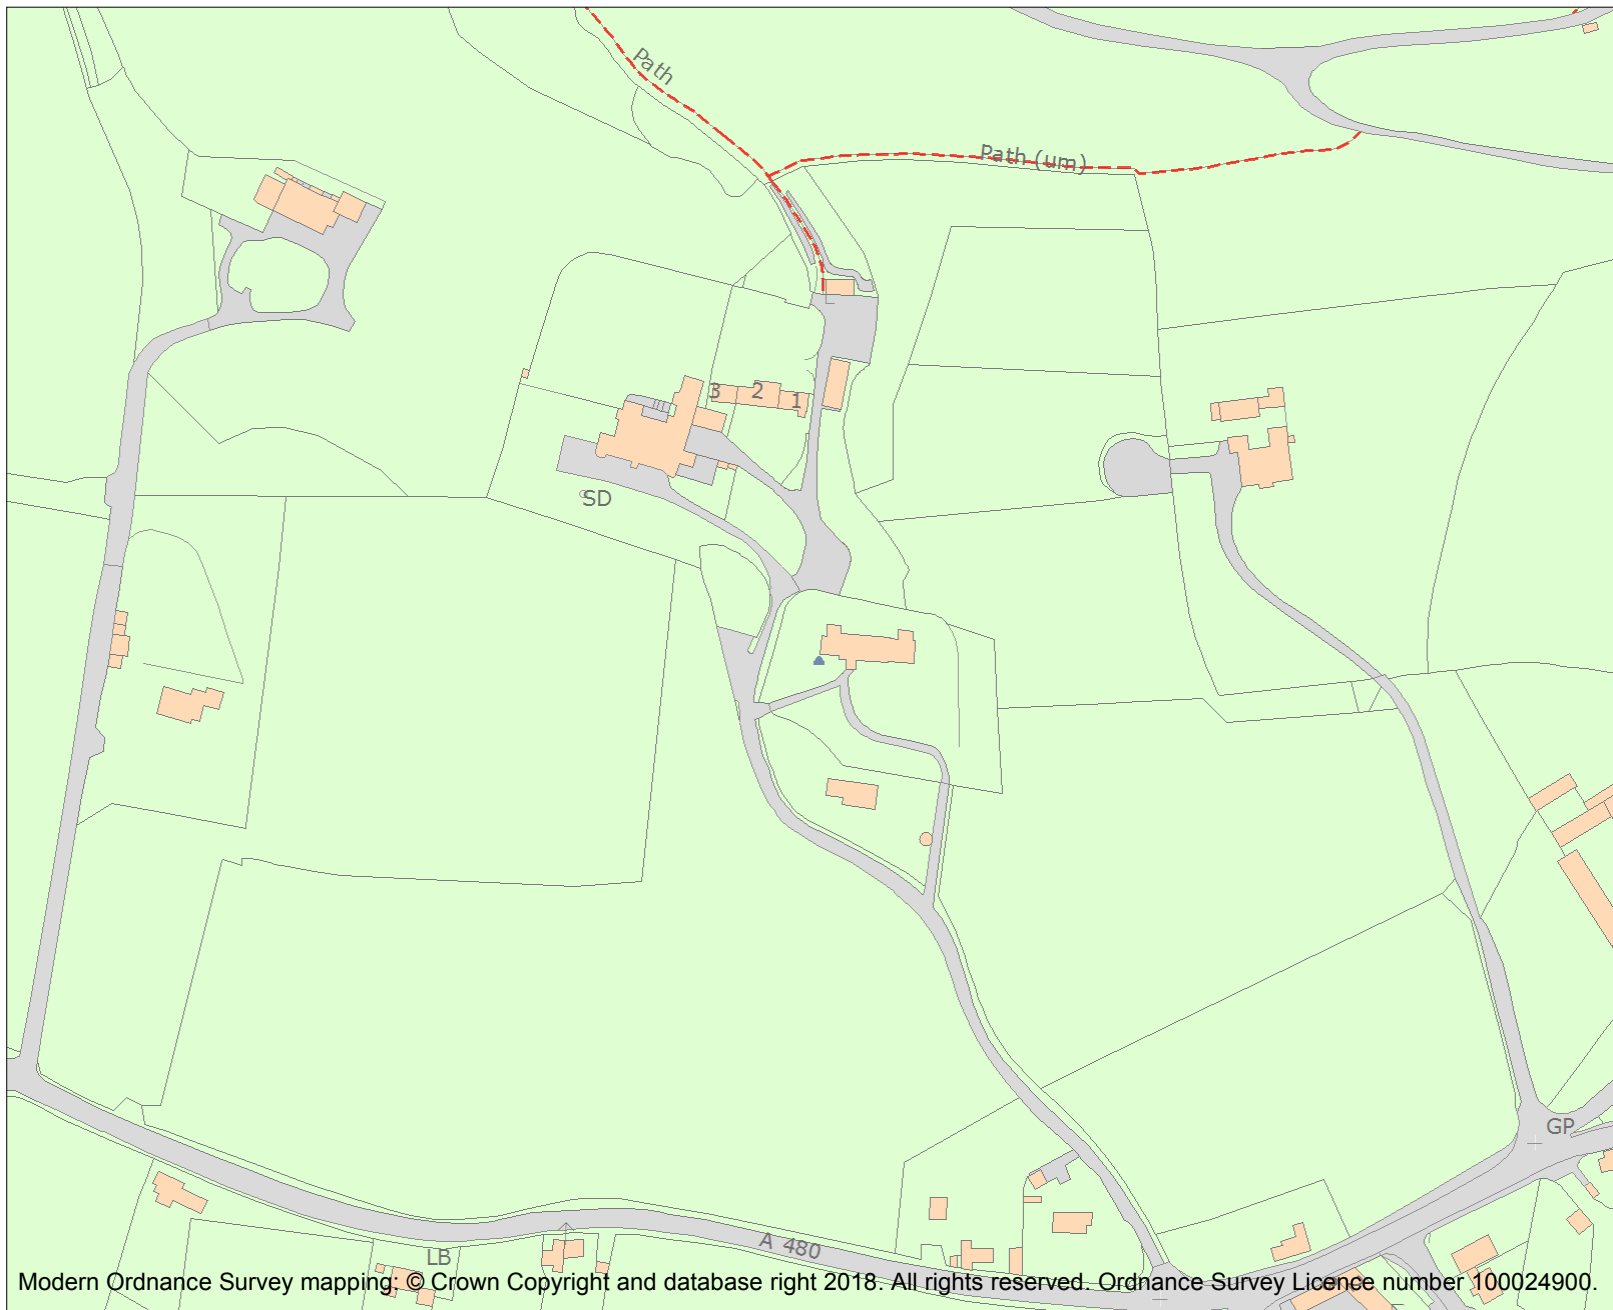 Path
Path (um)
3
2
1
SD
GP
A 480
LB
Modern Ordnance Survey mapping: © Crown Copyright and database right 2018. All rights reserved. Ordnance Survey Licence number 100024900.